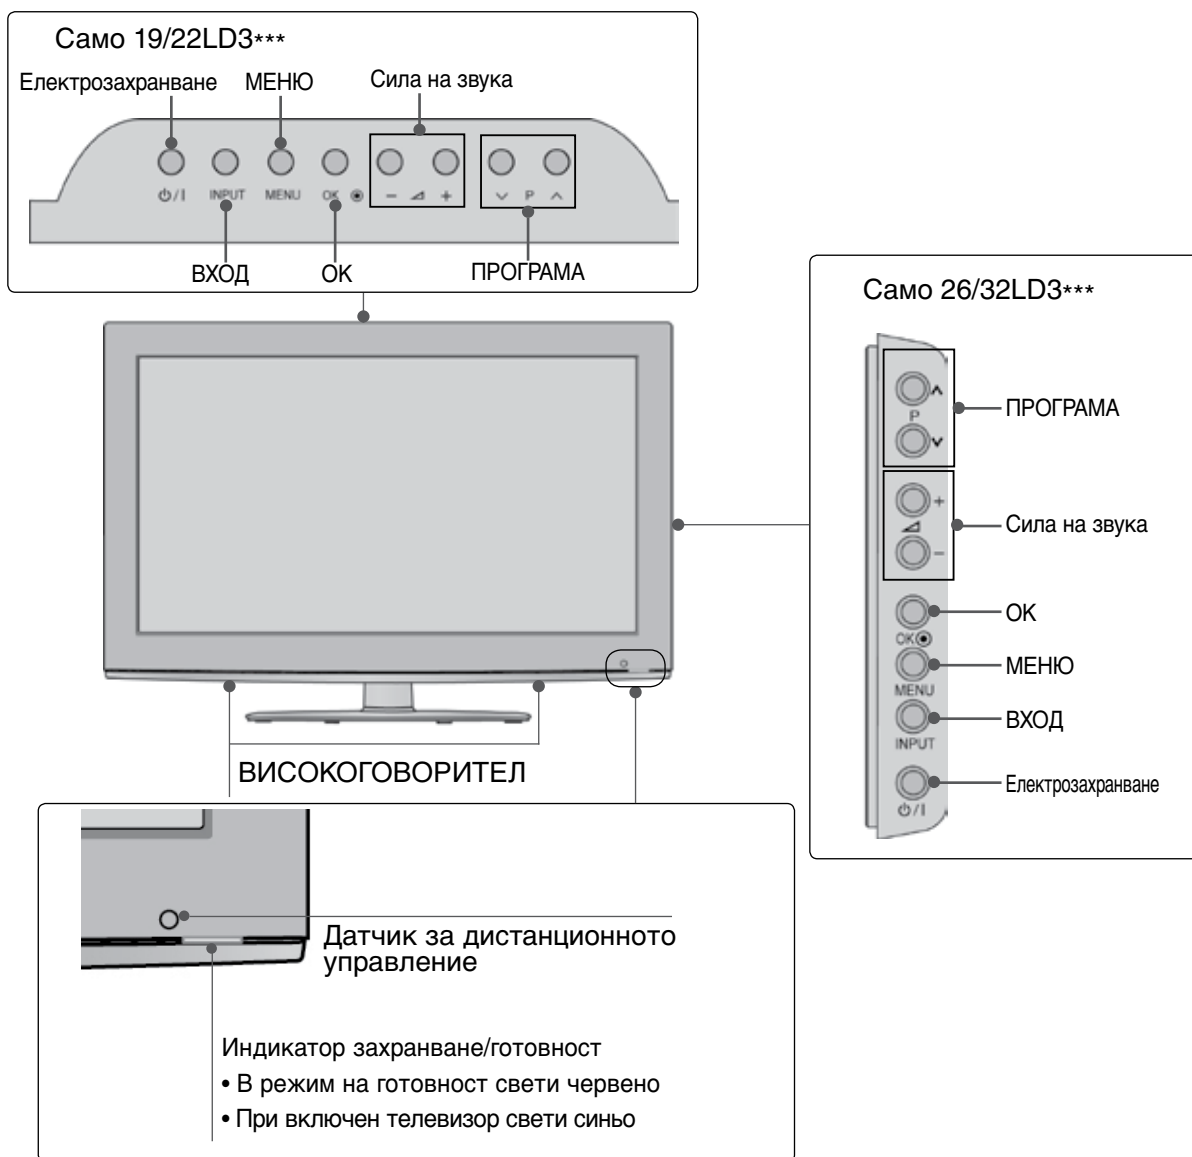 Само 19/22LD3***
Електрозахранване МЕНЮ Сила на звука
⏻/I INPUT MENU OK ◉ − ⊿ + ∨ P ∧
ВХОД OK ПРОГРАМА
Само 26/32LD3***
∧
P
∨
ПРОГРАМА
+
⊿
−
Сила на звука
OK
OK◉
МЕНЮ
MENU
ВХОД
INPUT
Електрозахранване
⏻/I
ВИСОКОГОВОРИТЕЛ
Датчик за дистанционното
управление
Индикатор захранване/готовност
• В режим на готовност свети червено
• При включен телевизор свети синьо